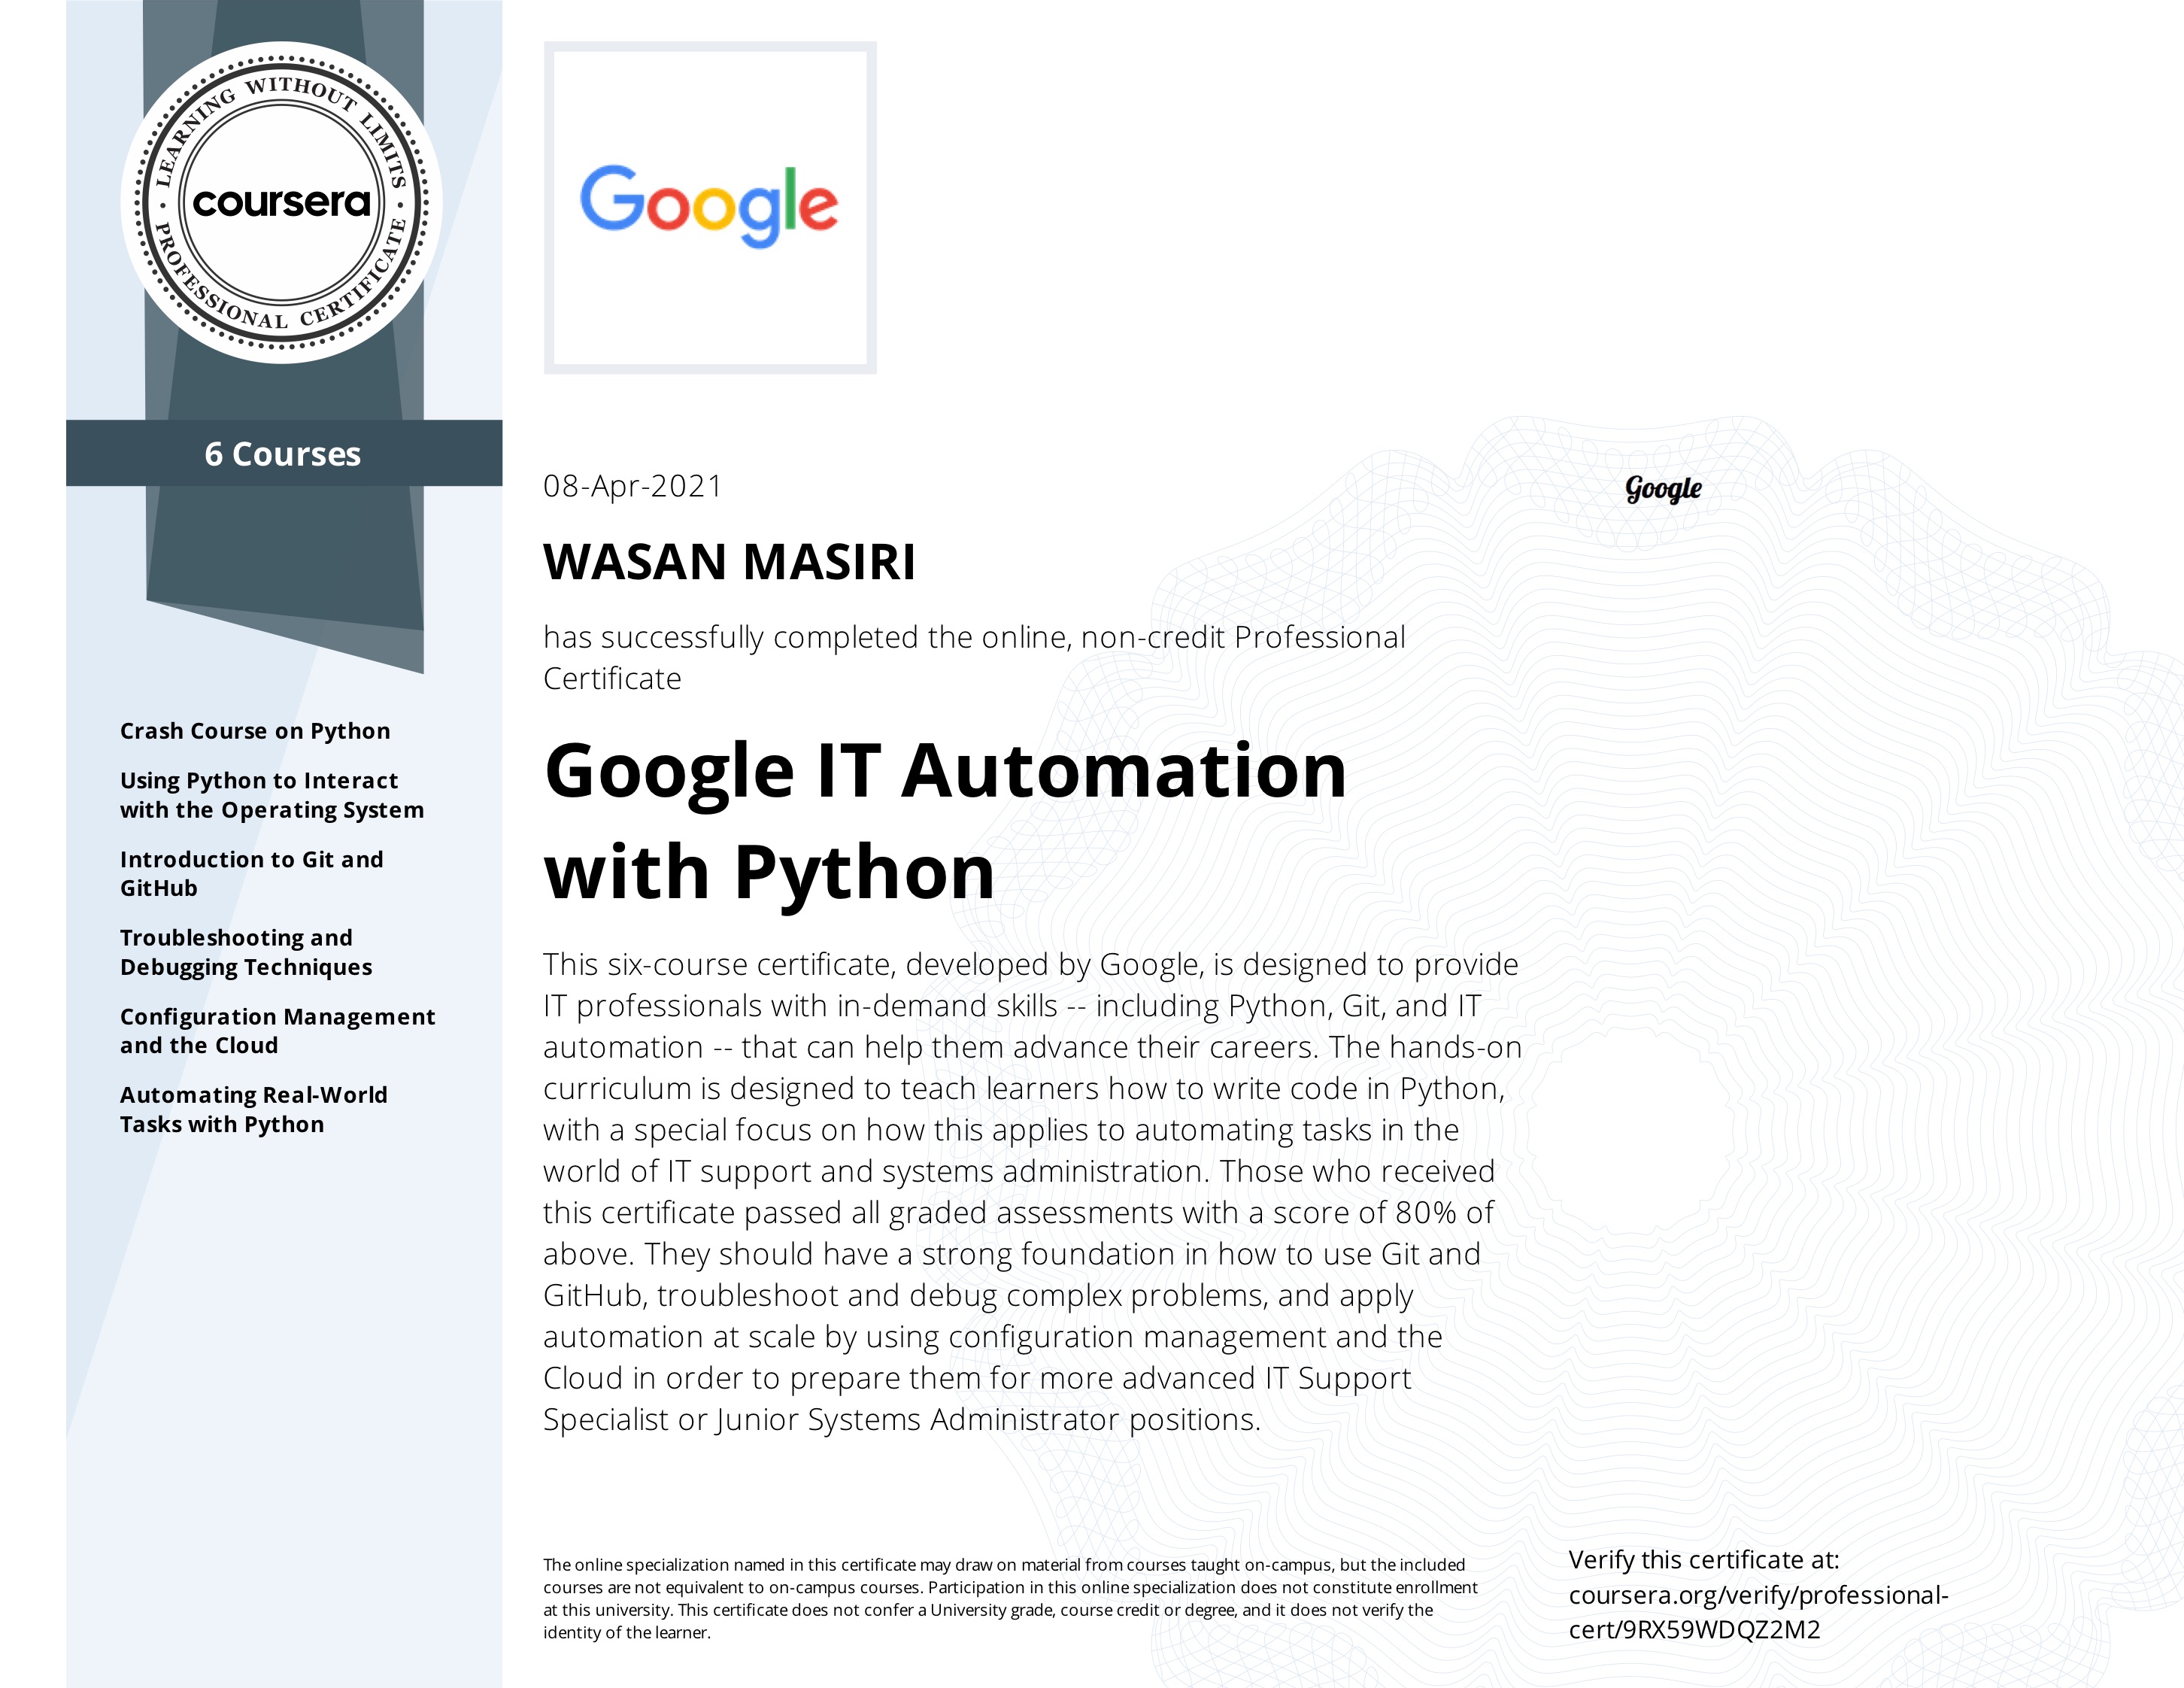 LEARNING WITHOUT LIMITS
coursera
PROFESSIONAL CERTIFICATE
6 Courses
Crash Course on Python
Using Python to Interact
with the Operating System
Introduction to Git and
GitHub
Troubleshooting and
Debugging Techniques
Configuration Management
and the Cloud
Automating Real-World
Tasks with Python
Google
08-Apr-2021
Google
WASAN MASIRI
has successfully completed the online, non-credit Professional
Certificate
Google IT Automation
with Python
This six-course certificate, developed by Google, is designed to provide
IT professionals with in-demand skills -- including Python, Git, and IT
automation -- that can help them advance their careers. The hands-on
curriculum is designed to teach learners how to write code in Python,
with a special focus on how this applies to automating tasks in the
world of IT support and systems administration. Those who received
this certificate passed all graded assessments with a score of 80% of
above. They should have a strong foundation in how to use Git and
GitHub, troubleshoot and debug complex problems, and apply
automation at scale by using configuration management and the
Cloud in order to prepare them for more advanced IT Support
Specialist or Junior Systems Administrator positions.
The online specialization named in this certificate may draw on material from courses taught on-campus, but the included
courses are not equivalent to on-campus courses. Participation in this online specialization does not constitute enrollment
at this university. This certificate does not confer a University grade, course credit or degree, and it does not verify the
identity of the learner.
Verify this certificate at:
coursera.org/verify/professional-
cert/9RX59WDQZ2M2